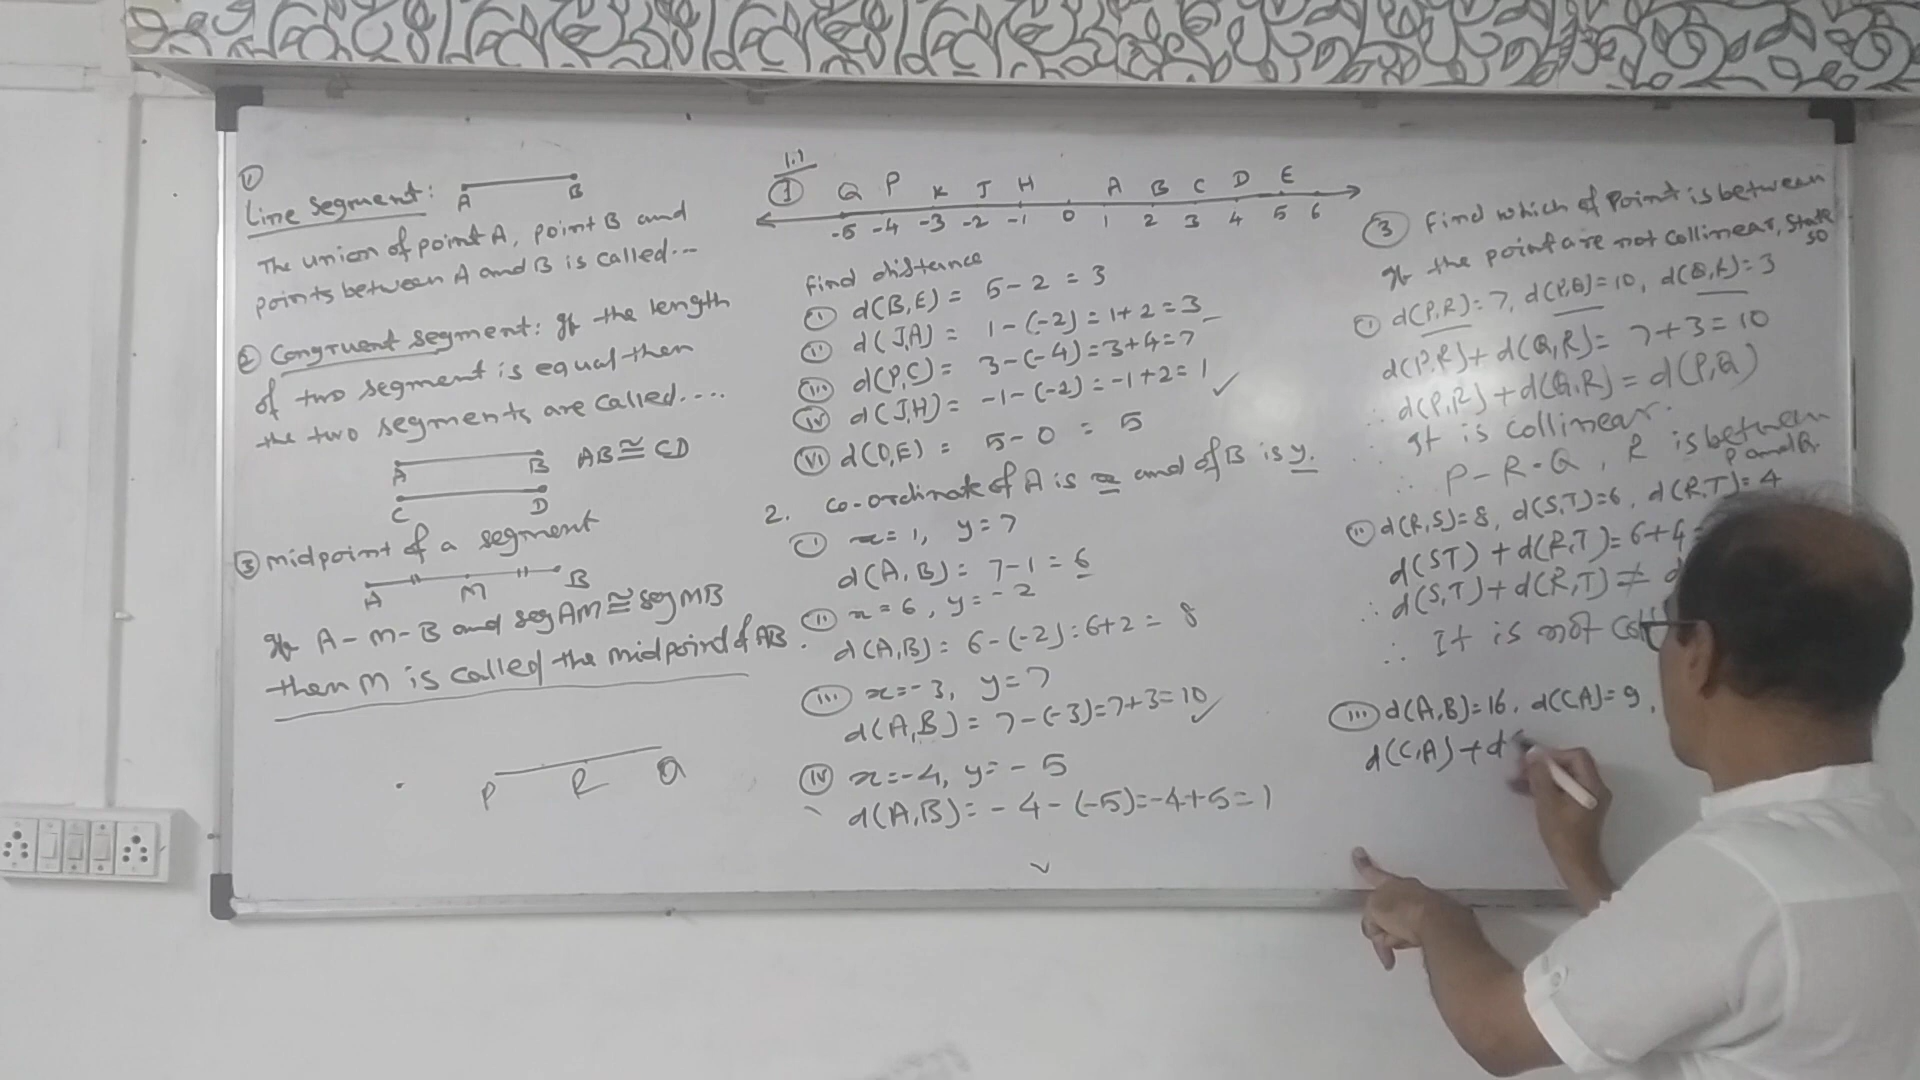 ①
Line Segment:
A B
The union of point A, point B and
points between A and B is called...
② Congruent segment: If the length
of two segment is equal then
the two segments are called....
A B AB ≅ CD
C D
③ midpoint of a segment
A M B
If A - M - B and seg AM ≅ seg MB
then M is called the midpoint of AB.
P R Q
1.1
① Q P K J H A B C D E
-5 -4 -3 -2 -1 0 1 2 3 4 5 6
find distance
(i) d(B,E) = 5-2 = 3
(ii) d(J,A) = 1-(-2) = 1+2 = 3
(iii) d(P,C) = 3-(-4) = 3+4 = 7
(iv) d(J,H) = -1-(-2) = -1+2 = 1 ✓
(vi) d(O,E) = 5-0 = 5
2. co-ordinate of A is x and of B is y.
(i) x=1, y=7
d(A,B) = 7-1 = 6
(ii) x=6, y=-2
d(A,B) = 6-(-2) = 6+2 = 8
(iii) x=-3, y=7
d(A,B) = 7-(-3) = 7+3 = 10 ✓
(iv) x=-4, y=-5
d(A,B) = -4-(-5) = -4+5 = 1
③ Find which of Point is between
If the point are not collinear, State so
(i) d(P,R)=7, d(P,Q)=10, d(Q,R)=3
d(P,R)+d(Q,R) = 7+3 = 10
∴ d(P,R)+d(Q,R) = d(P,Q)
∴ It is collinear.
∴ P-R-Q, R is between
P and Q.
(ii) d(R,S)=8, d(S,T)=6, d(R,T)=4
d(ST) + d(R,T) = 6+4=
∴ d(S,T)+d(R,T) ≠ d
∴ It is not
(iii) d(A,B)=16, d(CA)=9,
d(C,A)+d